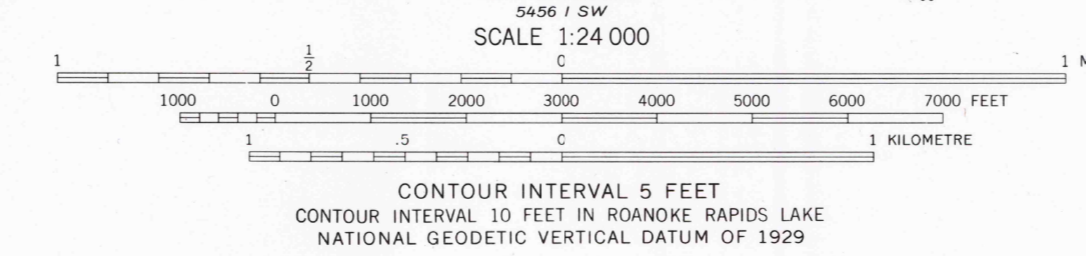 5456 I SW
SCALE 1:24 000
1 1/2 0 1 M
1000 0 1000 2000 3000 4000 5000 6000 7000 FEET
1 .5 0 1 KILOMETRE
CONTOUR INTERVAL 5 FEET
CONTOUR INTERVAL 10 FEET IN ROANOKE RAPIDS LAKE
NATIONAL GEODETIC VERTICAL DATUM OF 1929